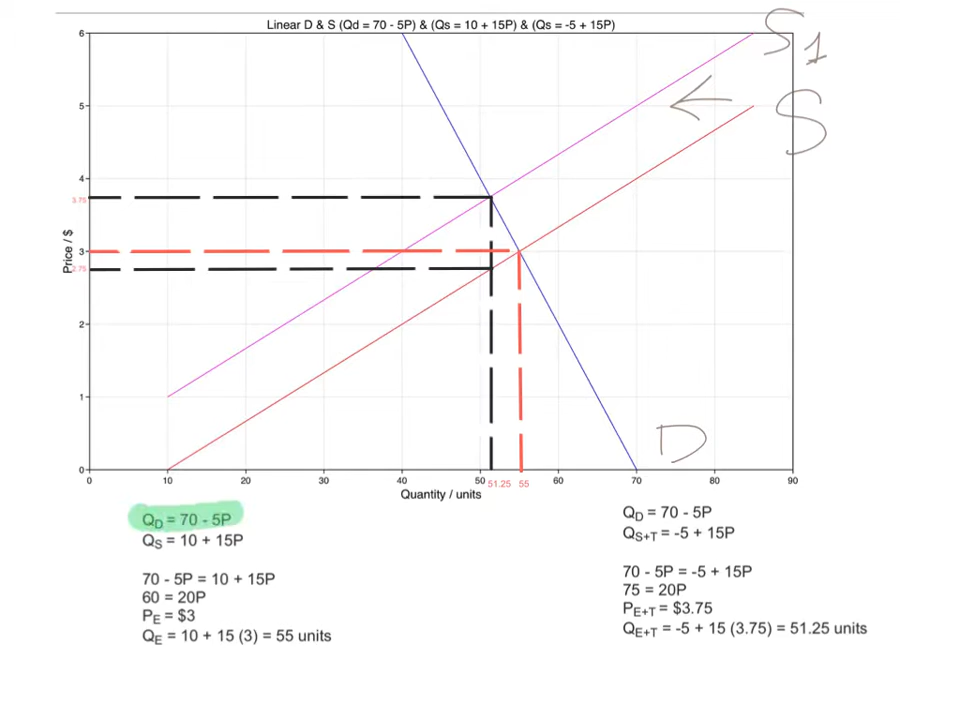 Linear D & S (Qd = 70 - 5P) & (Qs = 10 + 15P) & (Qs = -5 + 15P)
S1
S
6
5
4
3.75
3
2.75
2
1
0
Price / $
D
0 10 20 30 40 50 51.25 55 60 70 80 90
Quantity / units
QD = 70 - 5P
QS = 10 + 15P
70 - 5P = 10 + 15P
60 = 20P
PE = $3
QE = 10 + 15 (3) = 55 units
QD = 70 - 5P
QS+T = -5 + 15P
70 - 5P = -5 + 15P
75 = 20P
PE+T = $3.75
QE+T = -5 + 15 (3.75) = 51.25 units